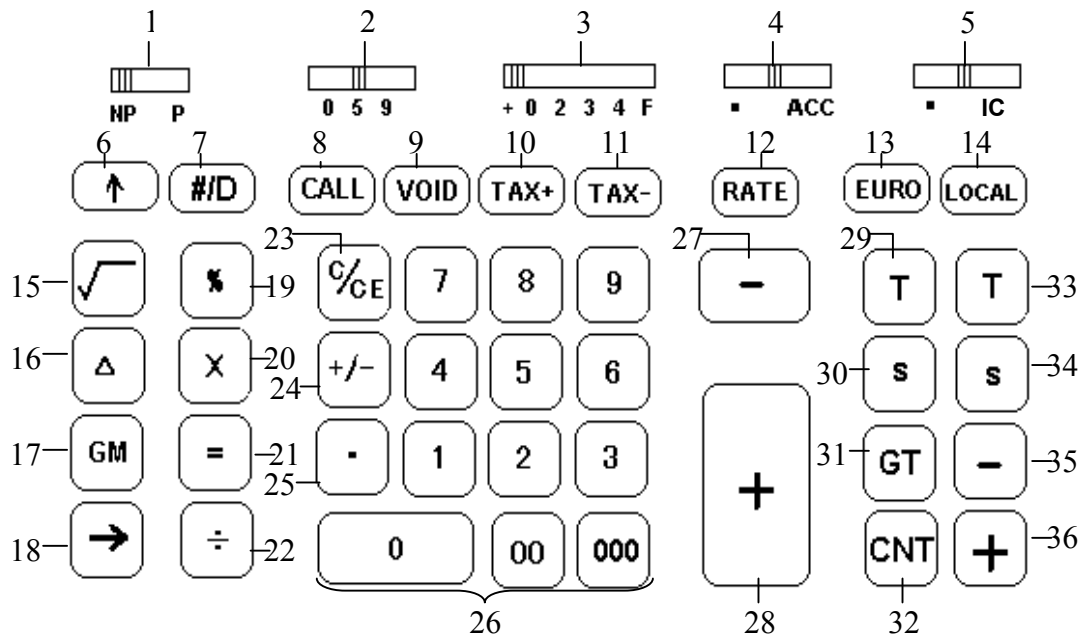 1 2 3 4 5
NP P 0 5 9 + 0 2 3 4 F ▪ ACC ▪ IC
6 7 8 9 10 11 12 13 14
↑ #/D CALL VOID TAX+ TAX- RATE EURO LOCAL
23 27 29
15 √ % 19 C/CE 7 8 9 - T T 33
16 △ X 20 +/- 4 5 6 30 s s 34
24
17 GM = 21 ▪ 1 2 3 + 31 GT - 35
25
18 → ÷ 22 0 00 000 CNT + 36
26 28 32